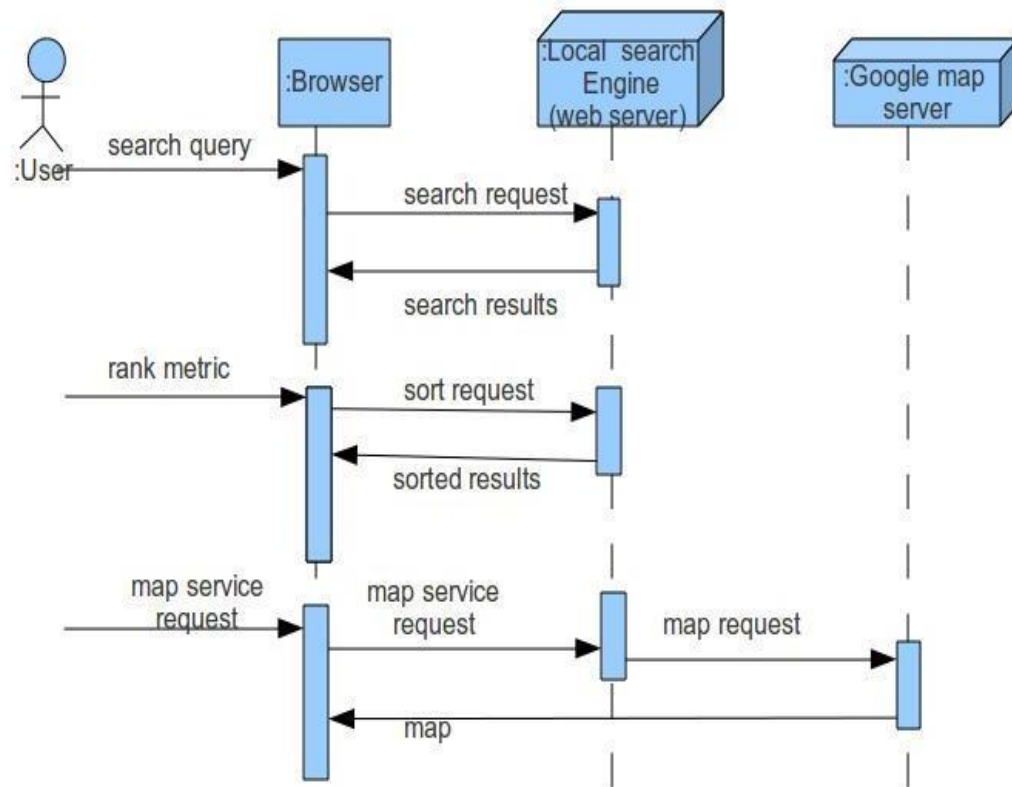 :Browser
:Local search
Engine
(web server)
:Google map
server
:User
search query
search request
search results
rank metric
sort request
sorted results
map service
request
map service
request
map request
map